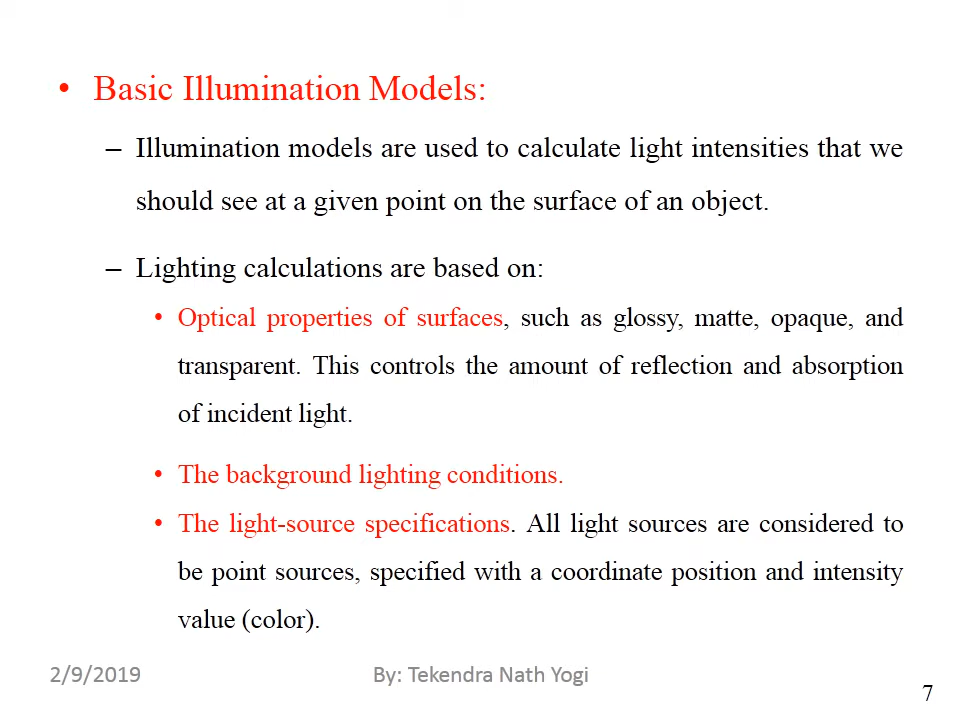 • Basic Illumination Models:
– Illumination models are used to calculate light intensities that we
should see at a given point on the surface of an object.
– Lighting calculations are based on:
• Optical properties of surfaces, such as glossy, matte, opaque, and
transparent. This controls the amount of reflection and absorption
of incident light.
• The background lighting conditions.
• The light-source specifications. All light sources are considered to
be point sources, specified with a coordinate position and intensity
value (color).
2/9/2019 By: Tekendra Nath Yogi 7